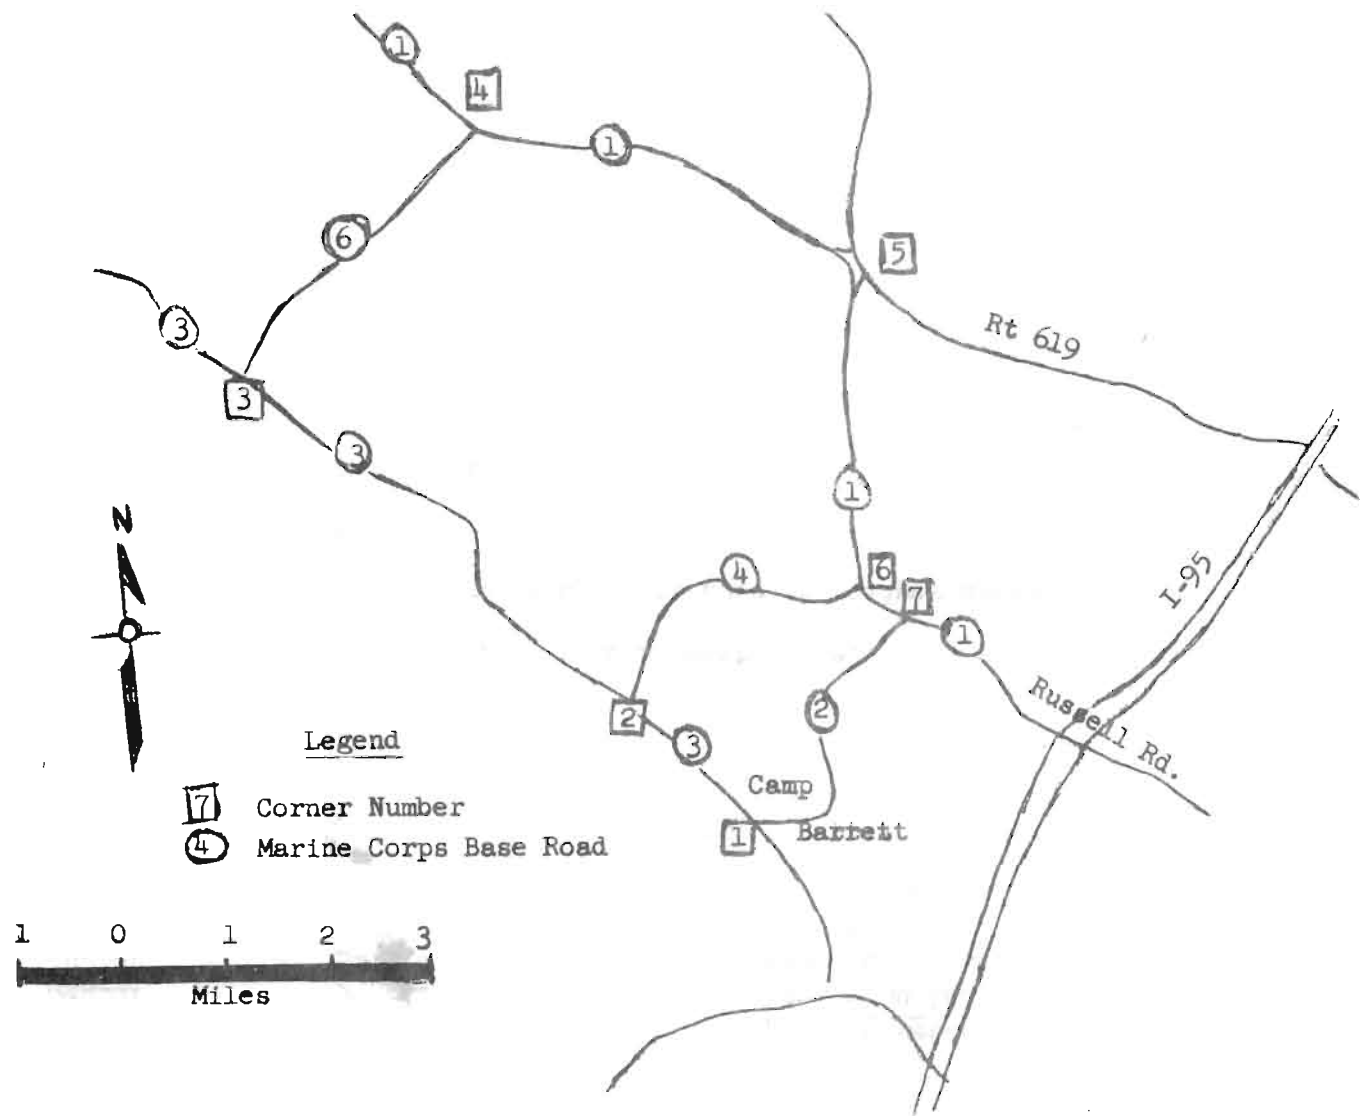 1
4
1
5
6
Rt 619
3
3
3
1
N
I-95
4
6
7
1
Russell Rd.
2
2
3
Legend
Camp
7 Corner Number
1
Barrett
4 Marine Corps Base Road
1 0 1 2 3
Miles